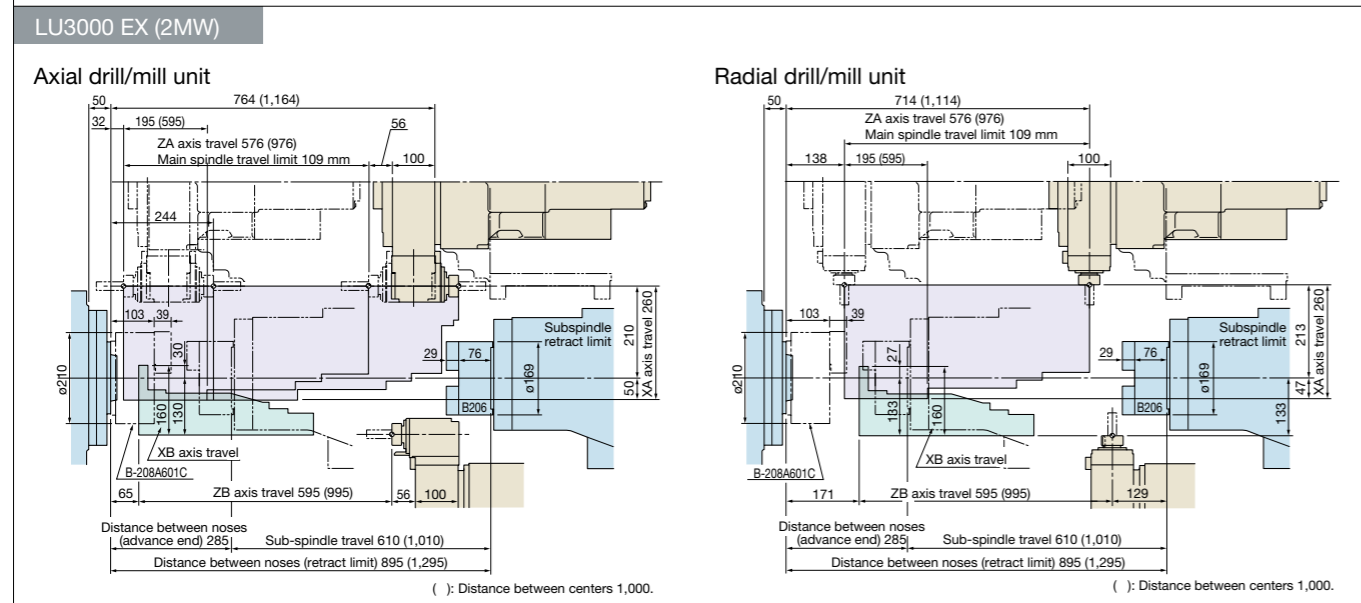 LU3000 EX (2MW)
Axial drill/mill unit
50
764 (1,164)
32
195 (595)
56
ZA axis travel 576 (976)
Main spindle travel limit 109 mm
100
244
103
39
30
ø210
160
130
XB axis travel
B-208A601C
29
76
ø169
B206
Subspindle
retract limit
210
50
XA axis travel 260
65
ZB axis travel 595 (995)
56
100
Distance between noses
(advance end) 285
Sub-spindle travel 610 (1,010)
Distance between noses (retract limit) 895 (1,295)
( ): Distance between centers 1,000.
Radial drill/mill unit
50
714 (1,114)
ZA axis travel 576 (976)
Main spindle travel limit 109 mm
138
195 (595)
100
103
39
27
ø210
133
160
XB axis travel
B-208A601C
29
76
ø169
B206
Subspindle
retract limit
213
47
XA axis travel 260
133
171
ZB axis travel 595 (995)
129
Distance between noses
(advance end) 285
Sub-spindle travel 610 (1,010)
Distance between noses (retract limit) 895 (1,295)
( ): Distance between centers 1,000.